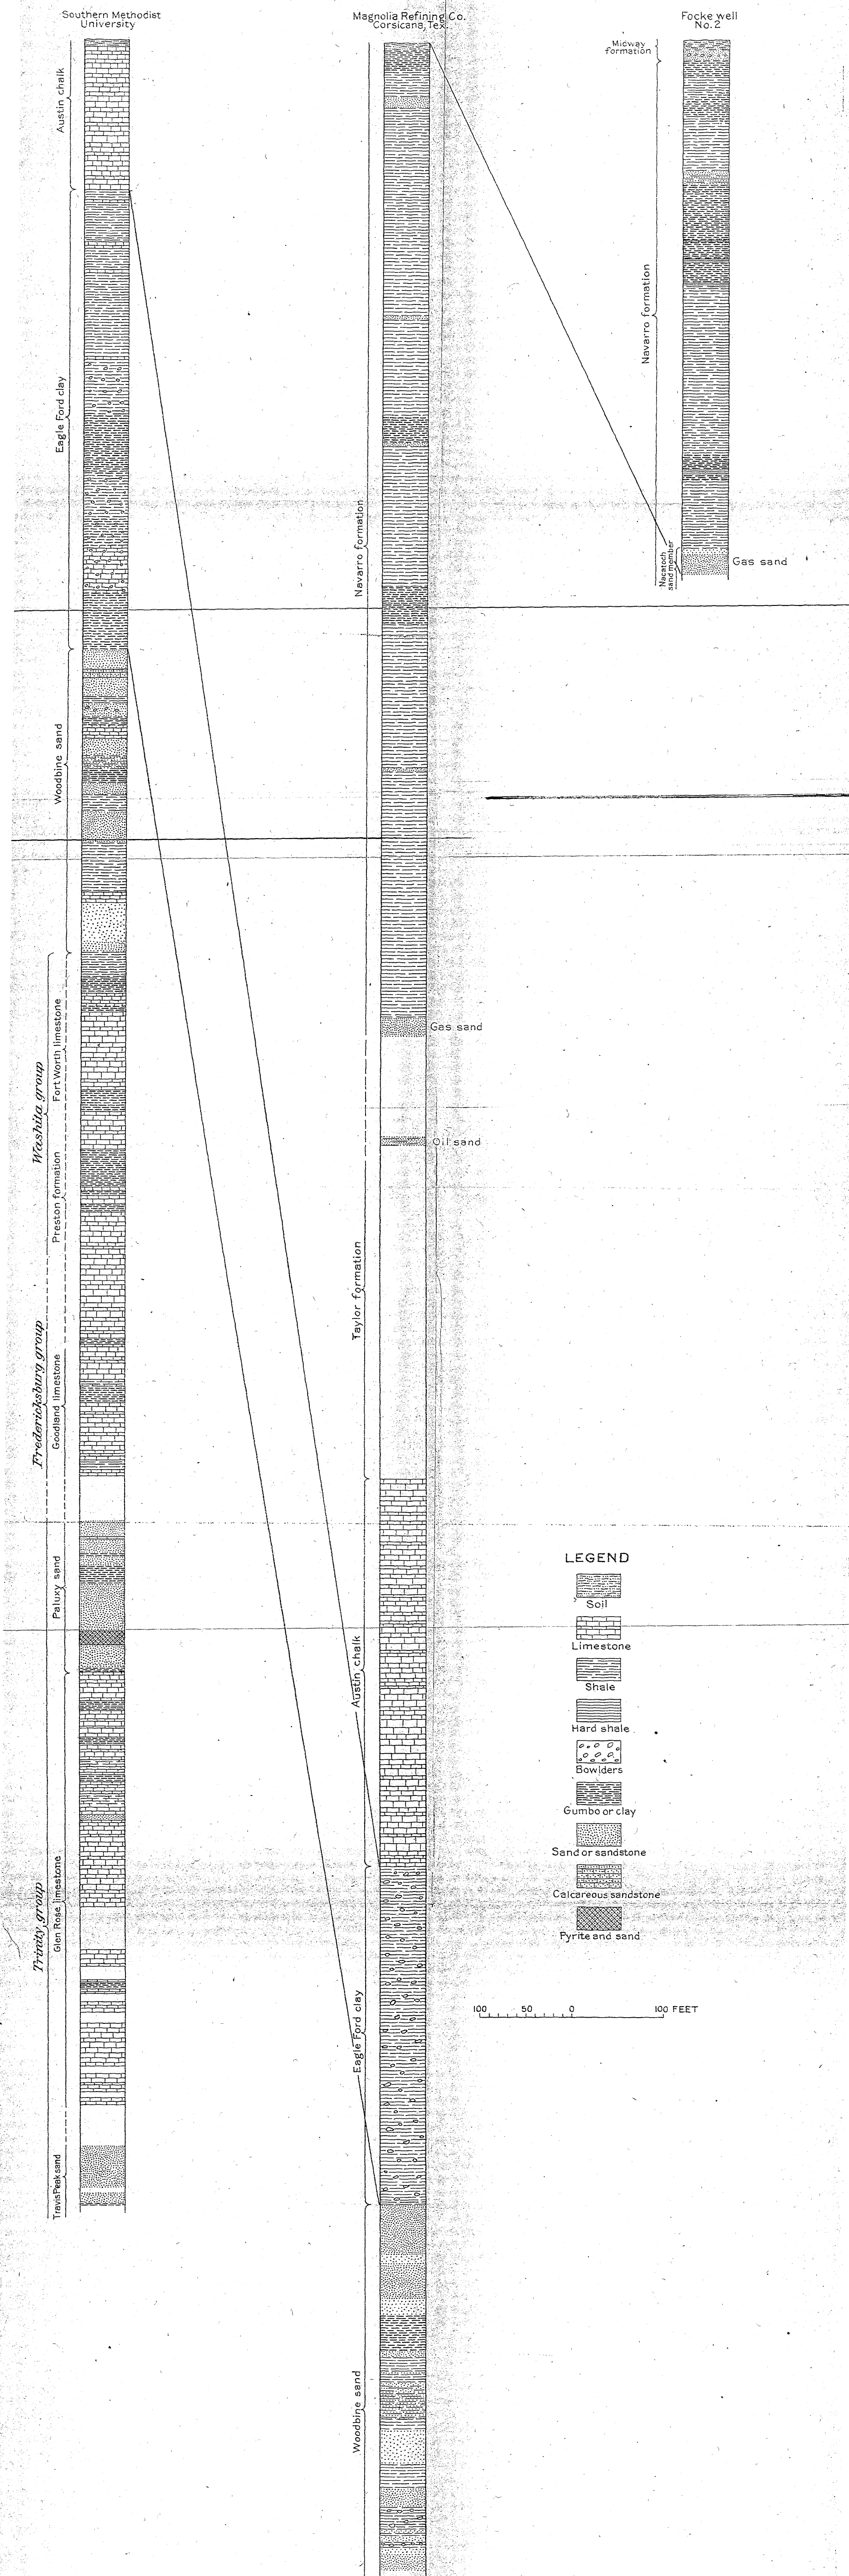 Southern Methodist
University
Magnolia Refining Co.
Corsicana, Tex.
Focke well
No. 2
Austin chalk
Eagle Ford clay
Woodbine sand
Washita group
Fort Worth limestone
Preston formation
Fredericksburg group
Goodland limestone
Paluxy sand
Trinity group
Glen Rose limestone
Travis Peak sand
Navarro formation
Gas sand
Oil sand
Taylor formation
Austin chalk
Eagle Ford clay
Woodbine sand
Midway
formation
Navarro formation
Nacatoch
sand member
Gas sand
LEGEND
Soil
Limestone
Shale
Hard shale
Bowlders
Gumbo or clay
Sand or sandstone
Calcareous sandstone
Pyrite and sand
100 50 0 100 FEET